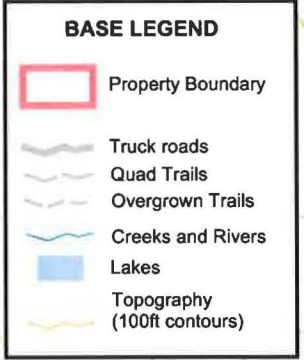 BASE LEGEND
Property Boundary
Truck roads
Quad Trails
Overgrown Trails
Creeks and Rivers
Lakes
Topography
(100ft contours)